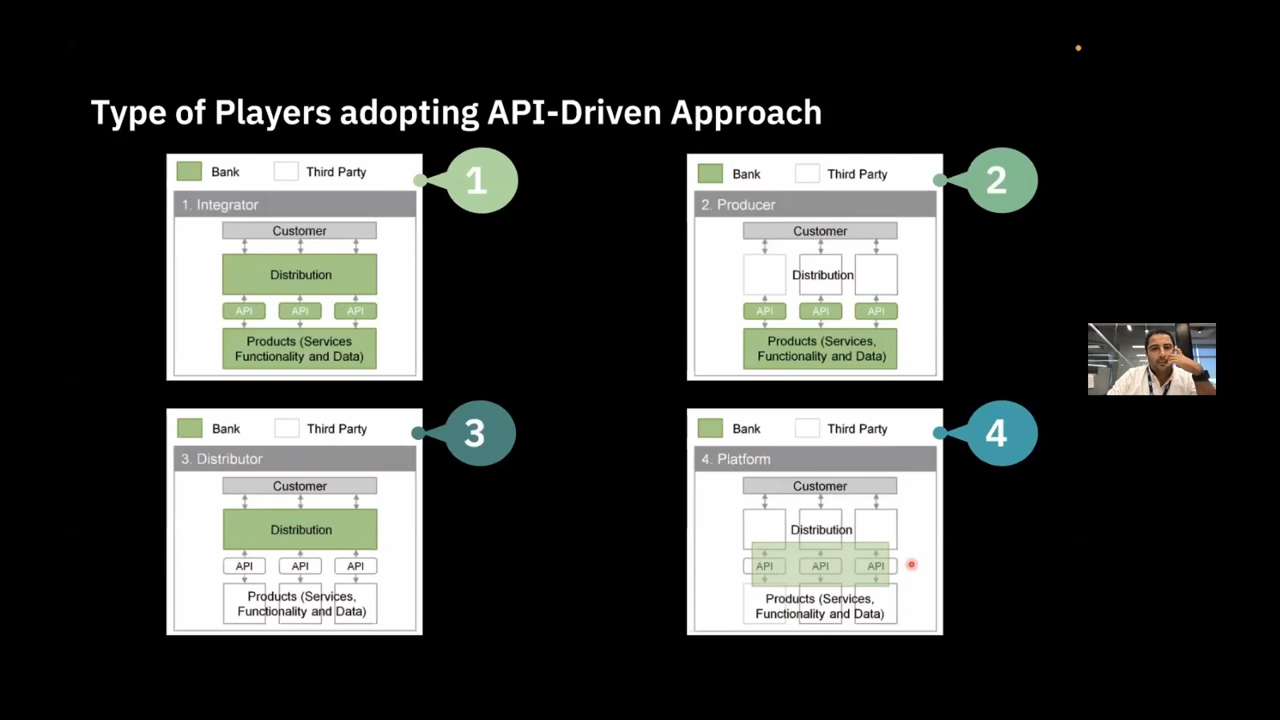 Type of Players adopting API-Driven Approach
Bank
Third Party
1
1. Integrator
Customer
Distribution
API
API
API
Products (Services
Functionality and Data)
Bank
Third Party
2
2. Producer
Customer
Distribution
API
API
API
Products (Services,
Functionality and Data)
Bank
Third Party
3
3. Distributor
Customer
Distribution
API
API
API
Products (Services,
Functionality and Data)
Bank
Third Party
4
4. Platform
Customer
Distribution
API
API
API
Products (Services,
Functionality and Data)